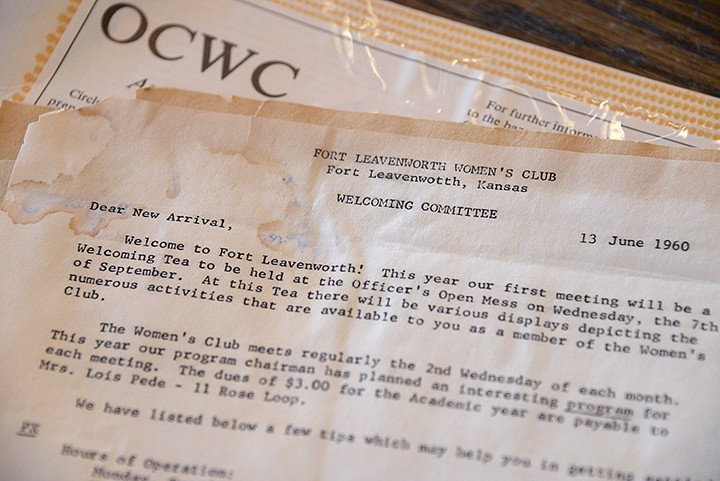 OCWC
Circle
For further inform
to the
FORT LEAVENWORTH WOMEN'S CLUB
Fort Leavenwotth, Kansas
WELCOMING COMMITTEE
13 June 1960
Dear New Arrival,
Welcome to Fort Leavenworth! This year our first meeting will be a
Welcoming Tea to be held at the Officer's Open Mess on Wednesday, the 7th
of September. At this Tea there will be various displays depicting the
numerous activities that are available to you as a member of the Women's
Club.
The Women's Club meets regularly the 2nd Wednesday of each month.
This year our program chairman has planned an interesting program for
each meeting. The dues of $3.00 for the Academic year are payable to
Mrs. Lois Pede - 11 Rose Loop.
We have listed below a few tips which may help you in getting
PX
Hours of Operation: